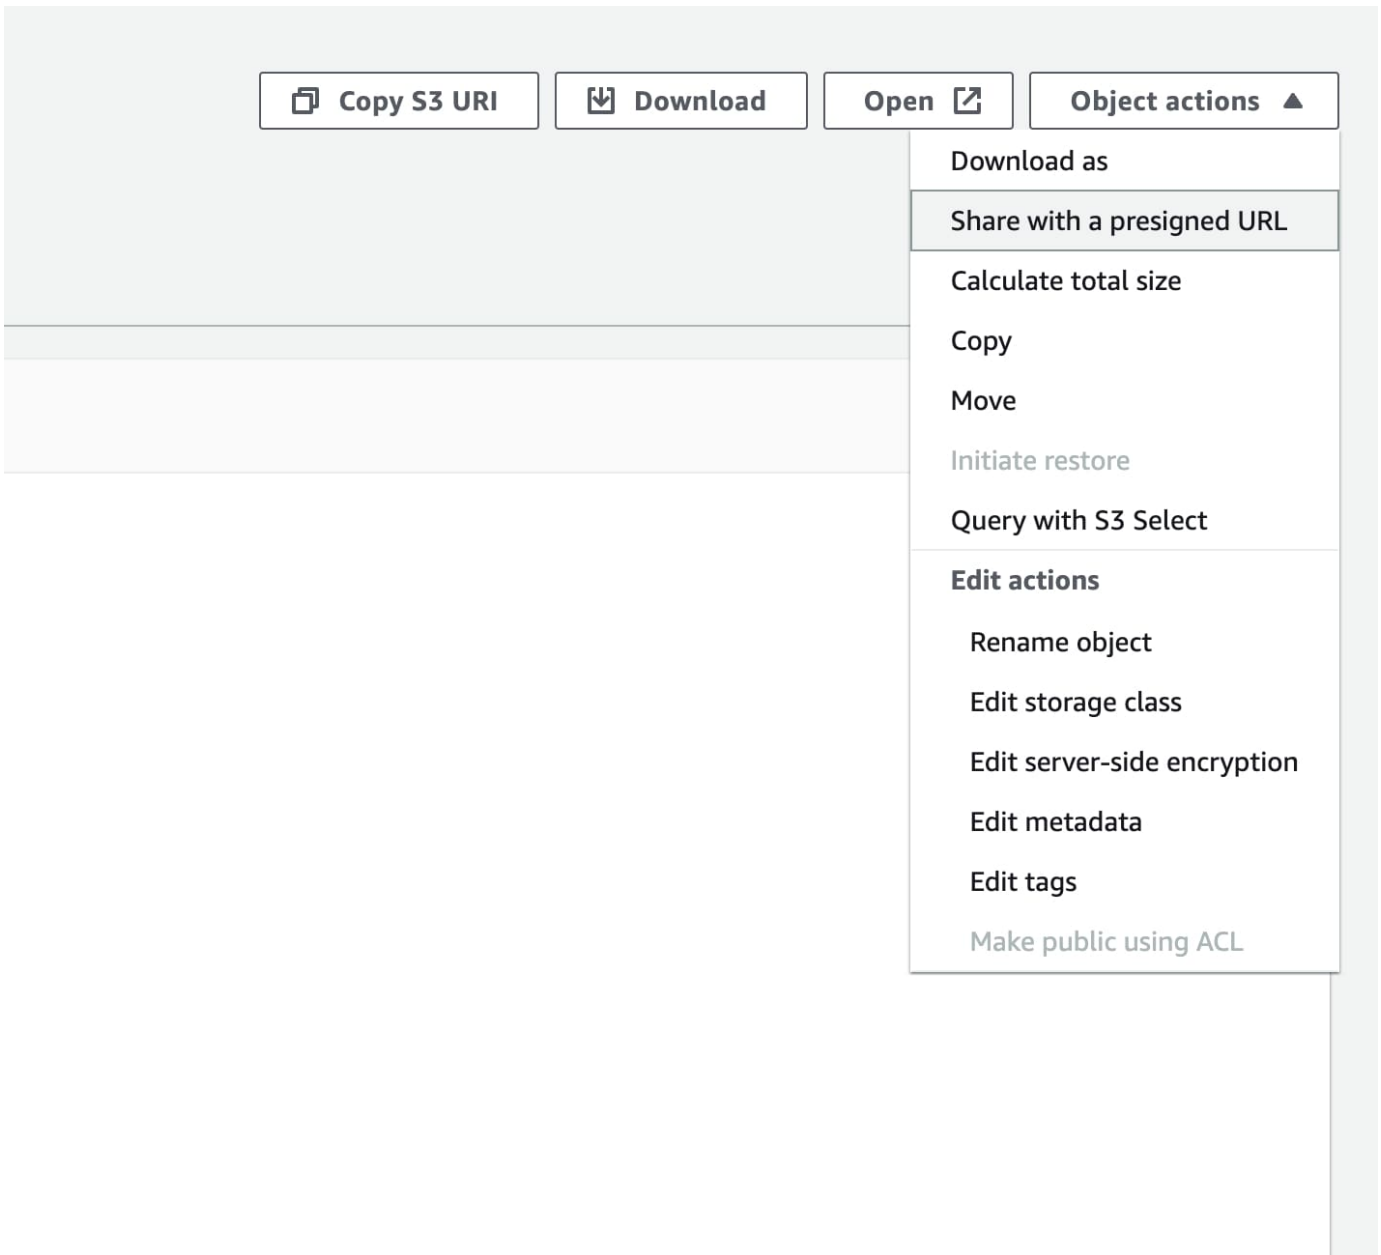 Copy S3 URI
Download
Open
Object actions
Download as
Share with a presigned URL
Calculate total size
Copy
Move
Initiate restore
Query with S3 Select
Edit actions
Rename object
Edit storage class
Edit server-side encryption
Edit metadata
Edit tags
Make public using ACL